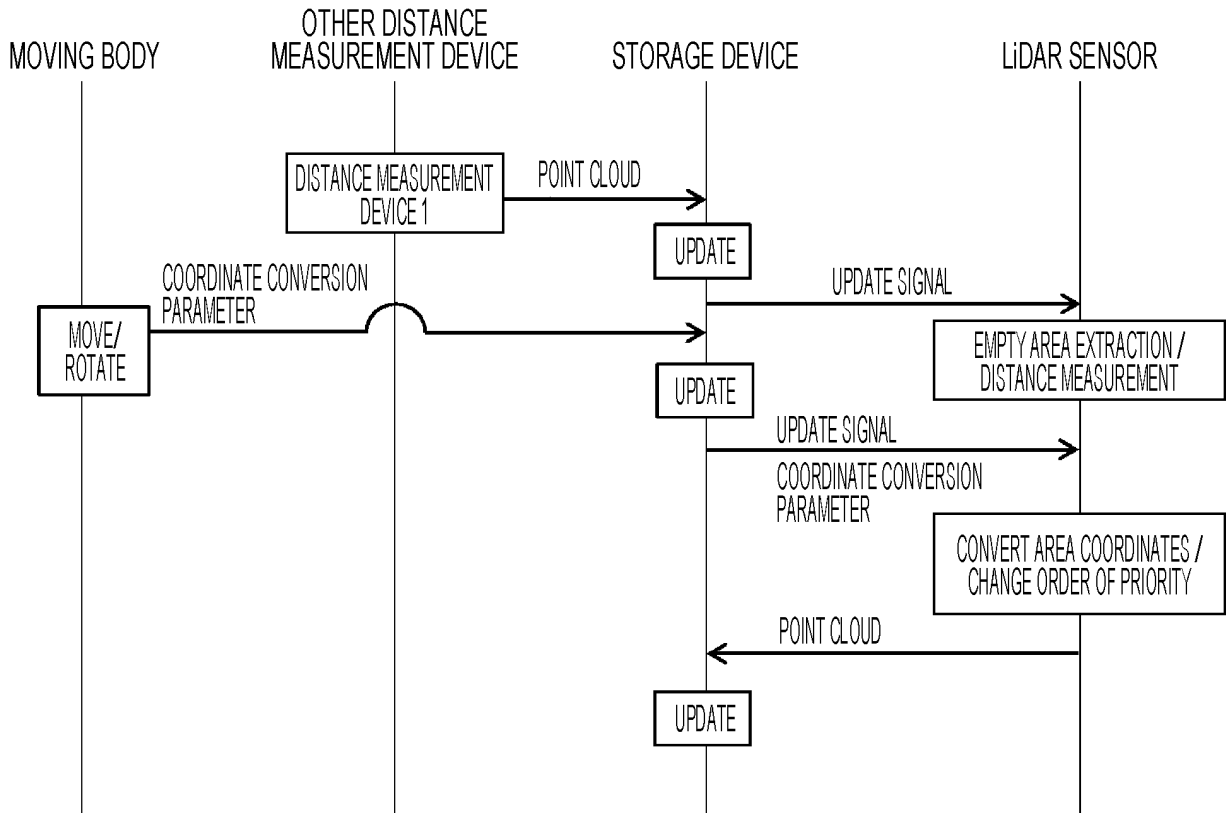 MOVING BODY
OTHER DISTANCE
MEASUREMENT DEVICE
STORAGE DEVICE
LiDAR SENSOR
DISTANCE MEASUREMENT
DEVICE 1
POINT CLOUD
UPDATE
UPDATE SIGNAL
COORDINATE CONVERSION
PARAMETER
MOVE/
ROTATE
EMPTY AREA EXTRACTION /
DISTANCE MEASUREMENT
UPDATE
UPDATE SIGNAL
COORDINATE CONVERSION
PARAMETER
CONVERT AREA COORDINATES /
CHANGE ORDER OF PRIORITY
POINT CLOUD
UPDATE